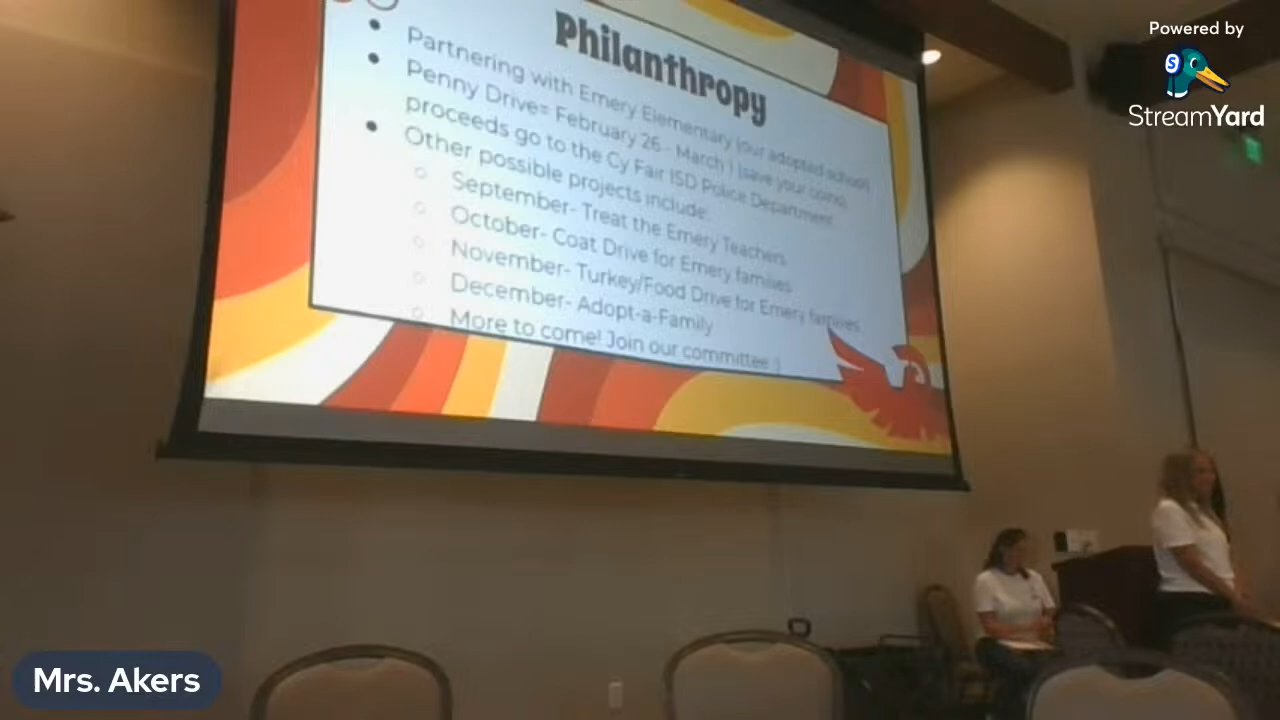 Powered by
StreamYard
Philanthropy
Partnering with Emery Elementary (our adopted school)
Penny Drive= February 26 - March 1 (save your coins),
proceeds go to the Cy Fair ISD Police Department
Other possible projects include:
September- Treat the Emery Teachers
October- Coat Drive for Emery families
November- Turkey/Food Drive for Emery families
December- Adopt-a-Family
More to come! Join our committee :)
Mrs. Akers